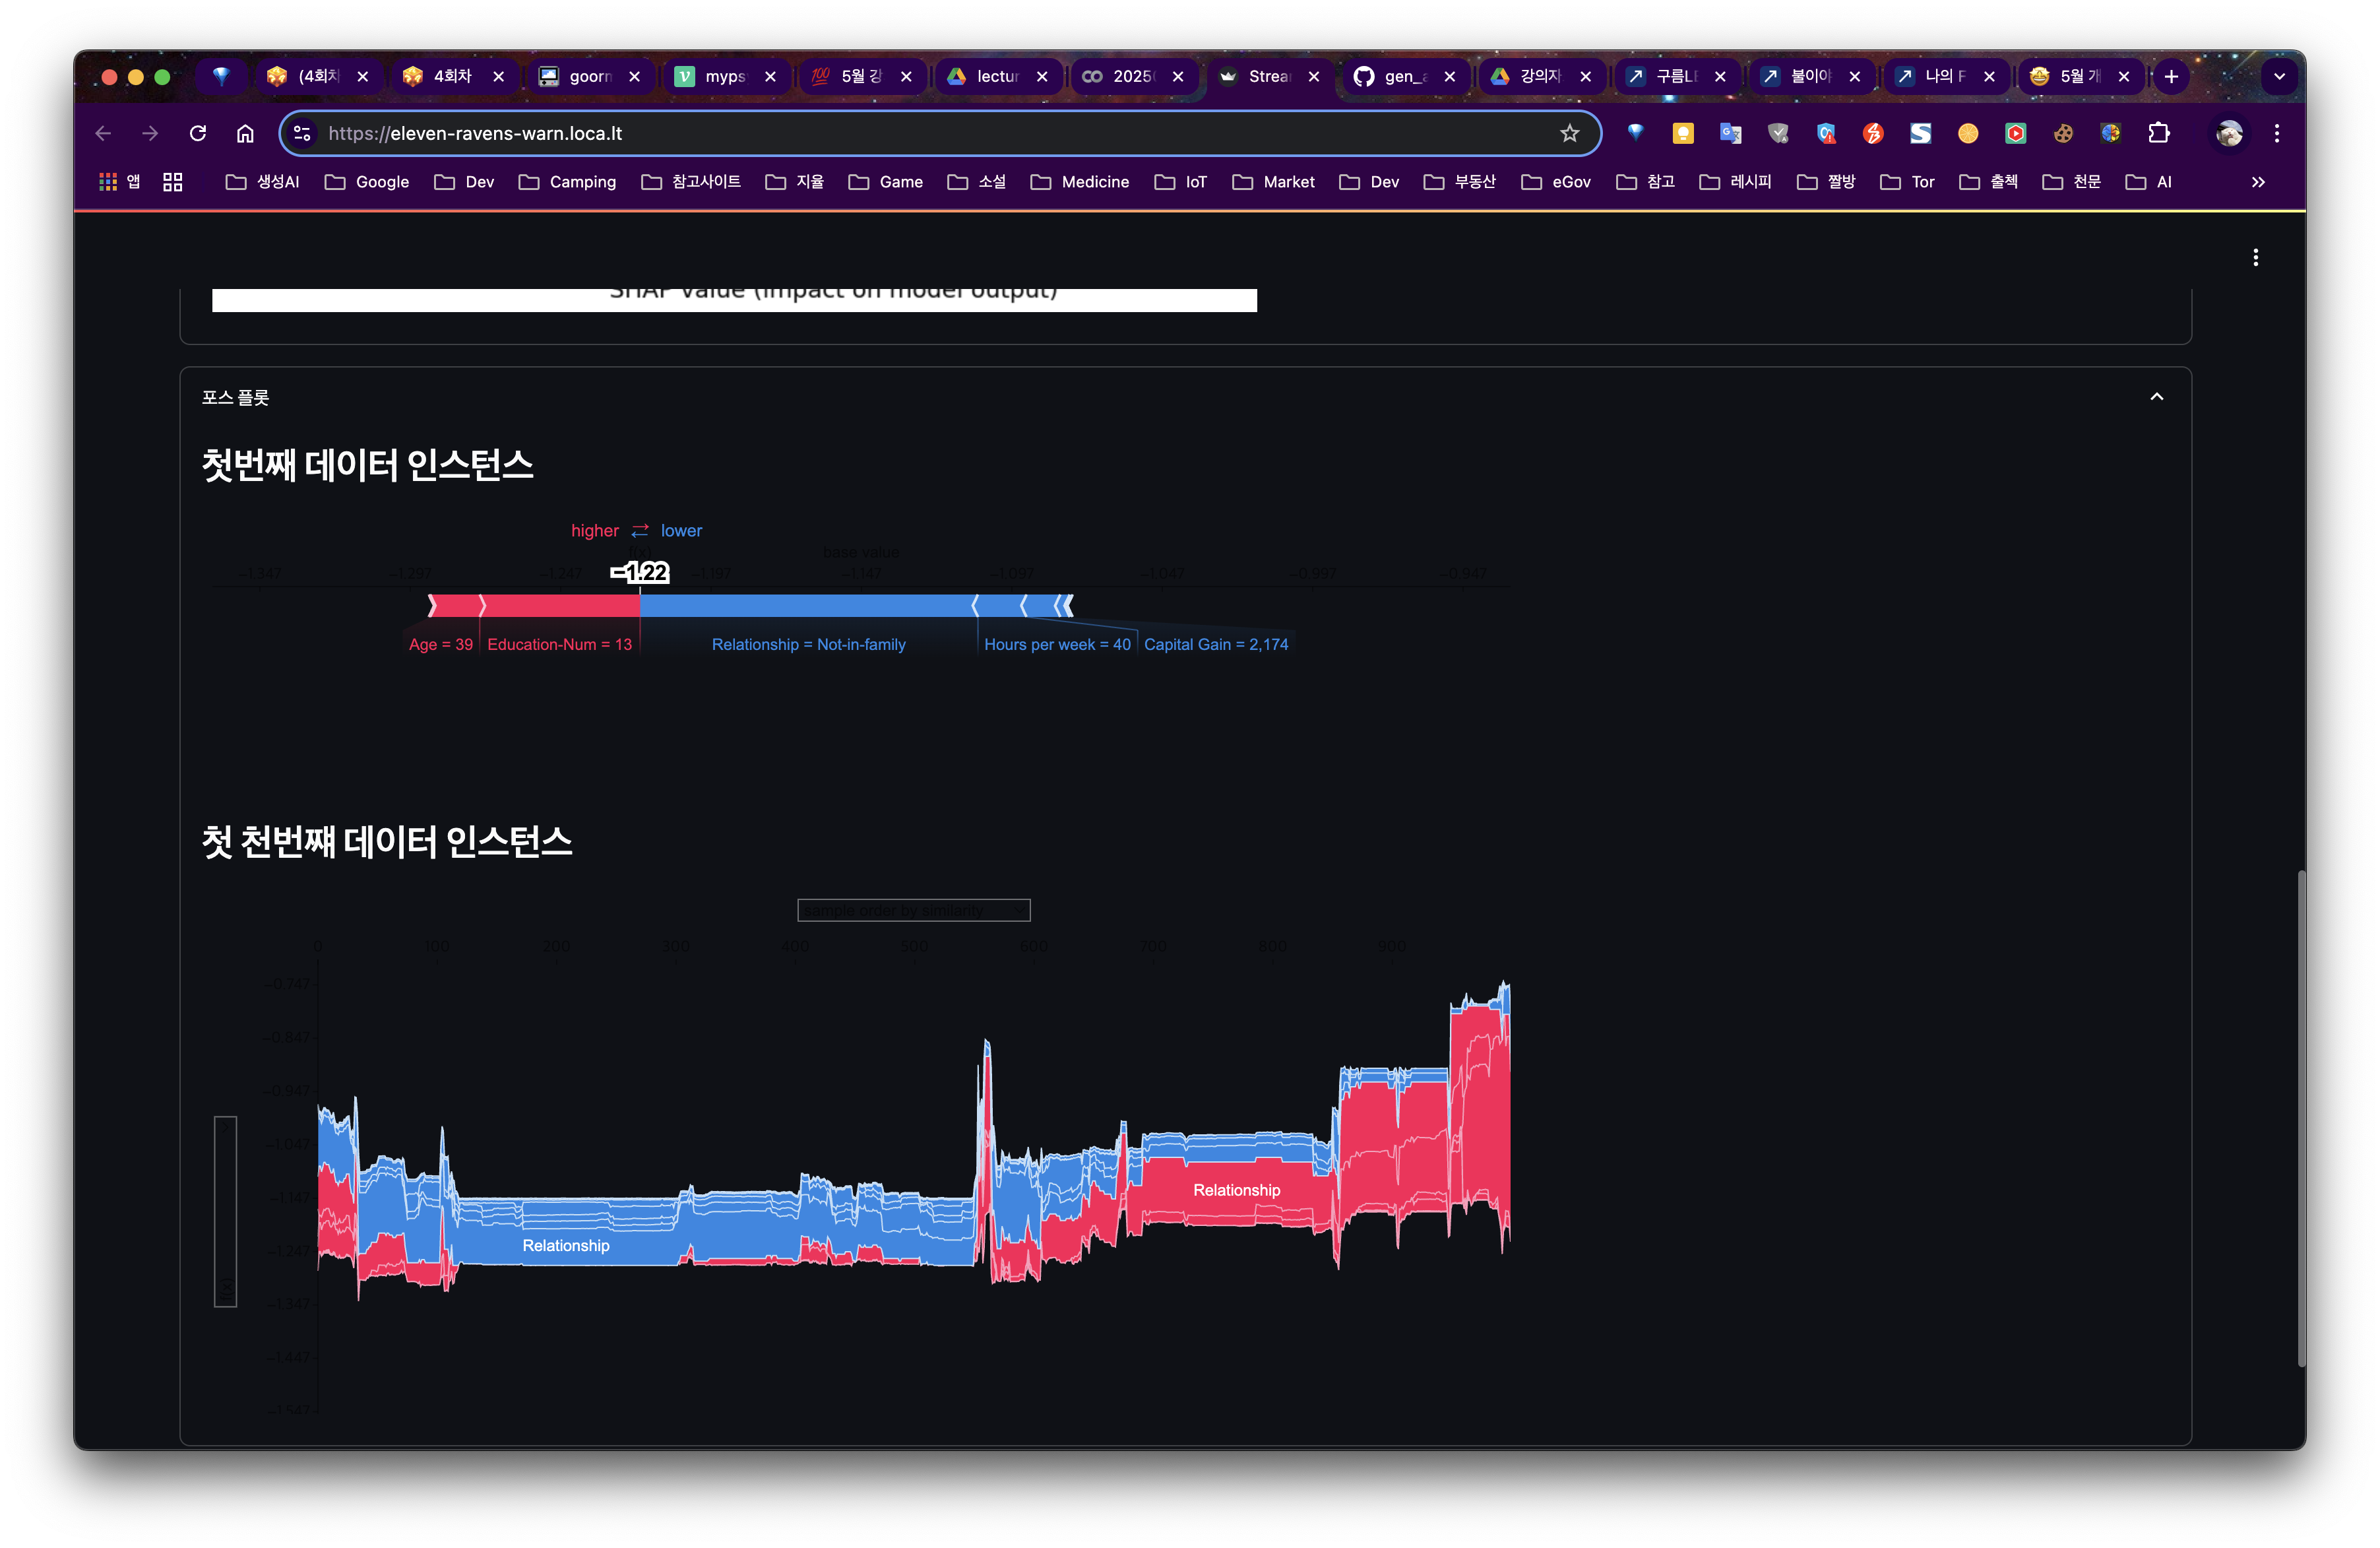 (4회차
4회차
goorm
myps
💯 5월 강
lectur
2025
Strea
gen_a
강의자
구름LE
불이야
나의 F
5월 개
https://eleven-ravens-warn.loca.lt
앱
생성AI
Google
Dev
Camping
참고사이트
지율
Game
소설
Medicine
IoT
Market
Dev
부동산
eGov
참고
레시피
짤방
Tor
출첵
천문
AI
SHAP value (impact on model output)
포스 플롯
첫번째 데이터 인스턴스
higher ⇄ lower
f(x) base value
−1.347 −1.297 −1.247 −1.22 −1.197 −1.147 −1.097 −1.047 −0.997 −0.947
Age = 39 Education-Num = 13 Relationship = Not-in-family Hours per week = 40 Capital Gain = 2,174
첫 천번쨰 데이터 인스턴스
sample order by similarity
0 100 200 300 400 500 600 700 800 900
−0.747
−0.847
−0.947
−1.047
−1.147
Relationship
−1.247
Relationship
f(x)
−1.347
−1.447
−1.547